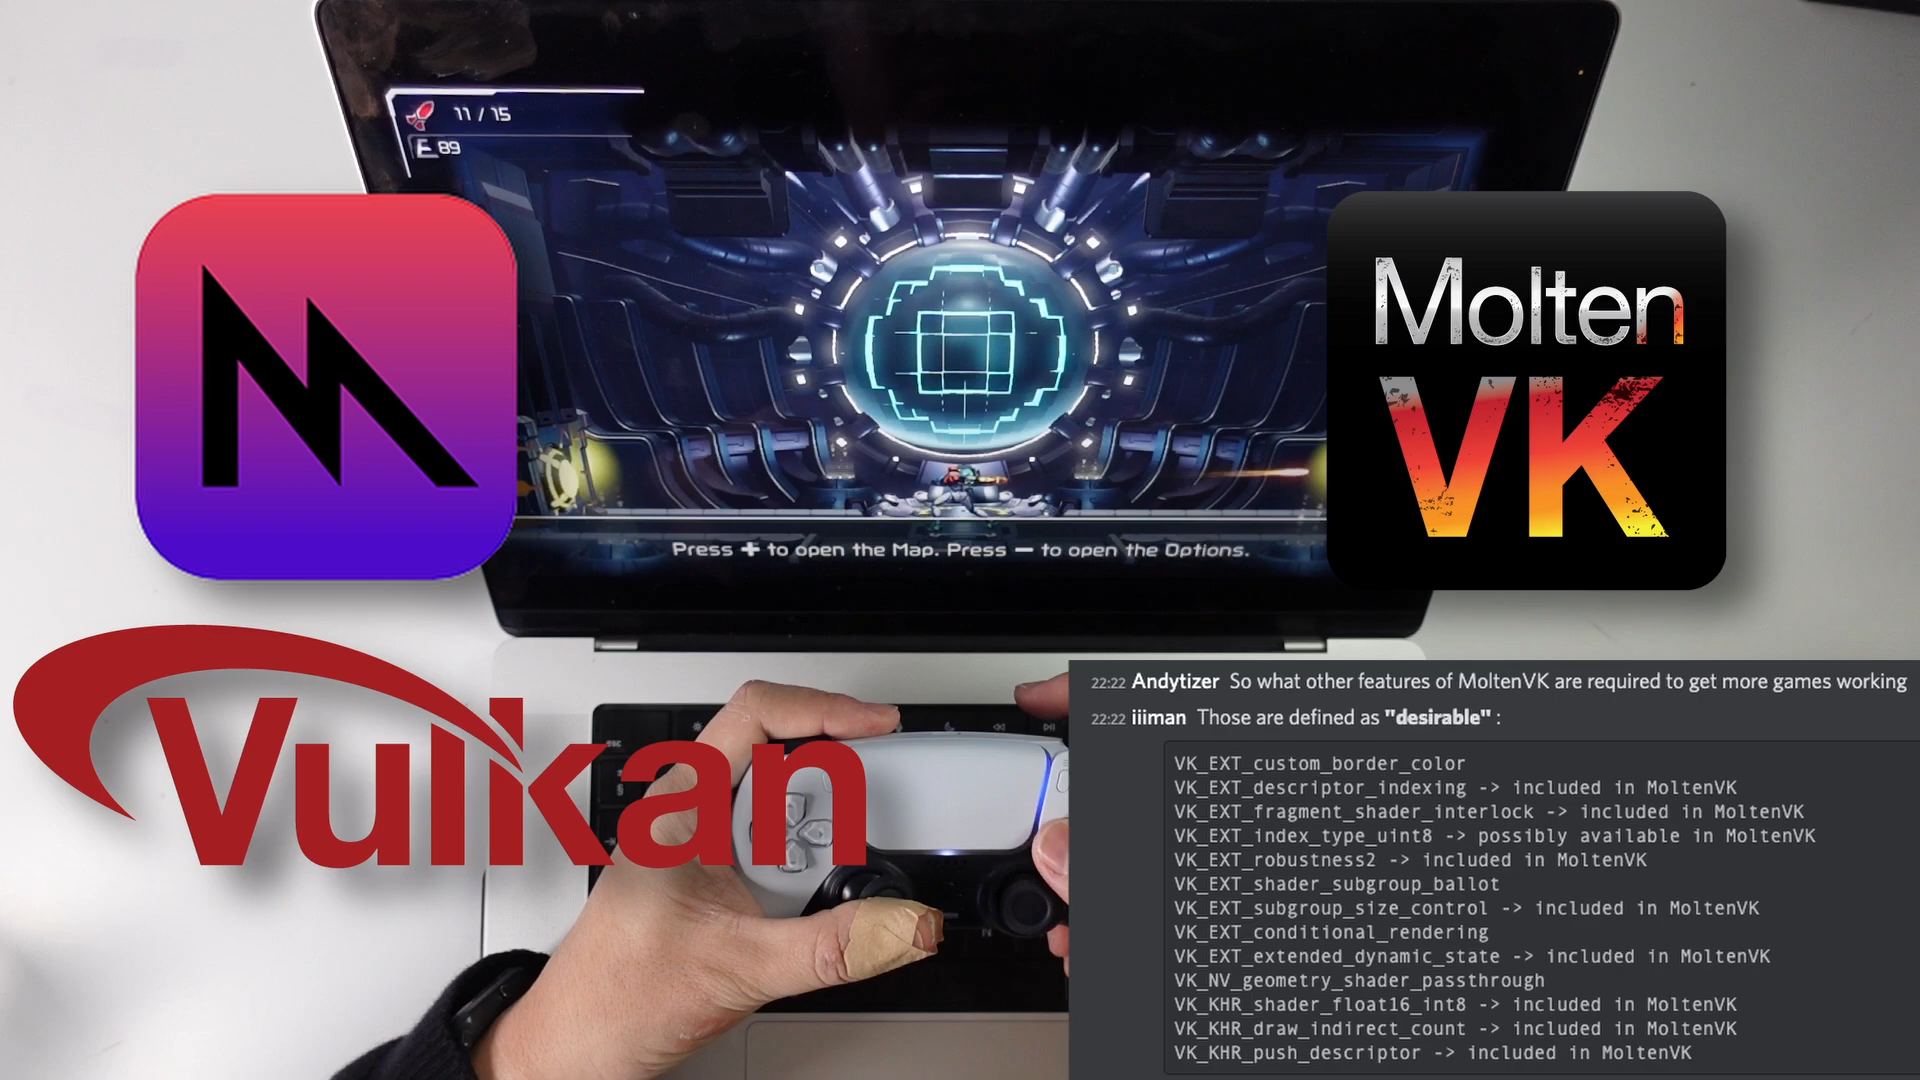 11 / 15
E 89
Press + to open the Map. Press − to open the Options.
Molten
VK
Vulkan
22:22 Andytizer So what other features of MoltenVK are required to get more games working
22:22 iiiman Those are defined as "desirable" :
VK_EXT_custom_border_color
VK_EXT_descriptor_indexing -> included in MoltenVK
VK_EXT_fragment_shader_interlock -> included in MoltenVK
VK_EXT_index_type_uint8 -> possibly available in MoltenVK
VK_EXT_robustness2 -> included in MoltenVK
VK_EXT_shader_subgroup_ballot
VK_EXT_subgroup_size_control -> included in MoltenVK
VK_EXT_conditional_rendering
VK_EXT_extended_dynamic_state -> included in MoltenVK
VK_NV_geometry_shader_passthrough
VK_KHR_shader_float16_int8 -> included in MoltenVK
VK_KHR_draw_indirect_count -> included in MoltenVK
VK_KHR_push_descriptor -> included in MoltenVK